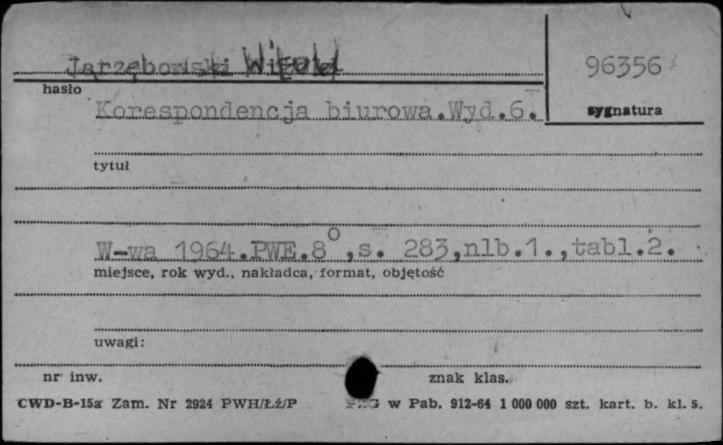 Jarzębowski Witold
96356
hasło
Korespondencja biurowa.Wyd.6.
sygnatura
tytuł
W-wa 1964.PWE.8°,s. 283,nlb.1.,tabl.2.
miejsce, rok wyd., nakładca, format, objętość
uwagi:
nr inw.
znak klas.
CWD-B-15a Zam. Nr 2924 PWH/Łź/P
w Pab. 912-64 1 000 000 szt. kart. b. kl. 5.